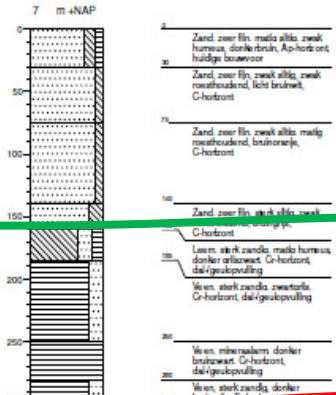 7 m +NAP
0
0
Zand, zeer fijn, matig siltig, zwak
humeus, donkerbruin, Ap-horizont,
huidige bouwvoor
30
Zand, zeer fijn, zwak siltig, zwak
roesthoudend, licht bruinwit,
C-horizont
50
75
Zand, zeer fijn, zwak siltig, matig
roesthoudend, bruinoranje,
C-horizont
100
140
Zand, zeer fijn, sterk siltig, zwak
C-horizont
150
Leem, sterk zandig, matig humeus,
donker grijszwart, Cr-horizont,
dal-/geulopvulling
185
Veen, sterk zandig, zwartgrijs,
Cr-horizont, dal-/geulopvulling
200
250
250
Veen, mineraalarm, donker
bruinzwart, Cr-horizont,
dal-/geulopvulling
280
Veen, sterk zandig, donker